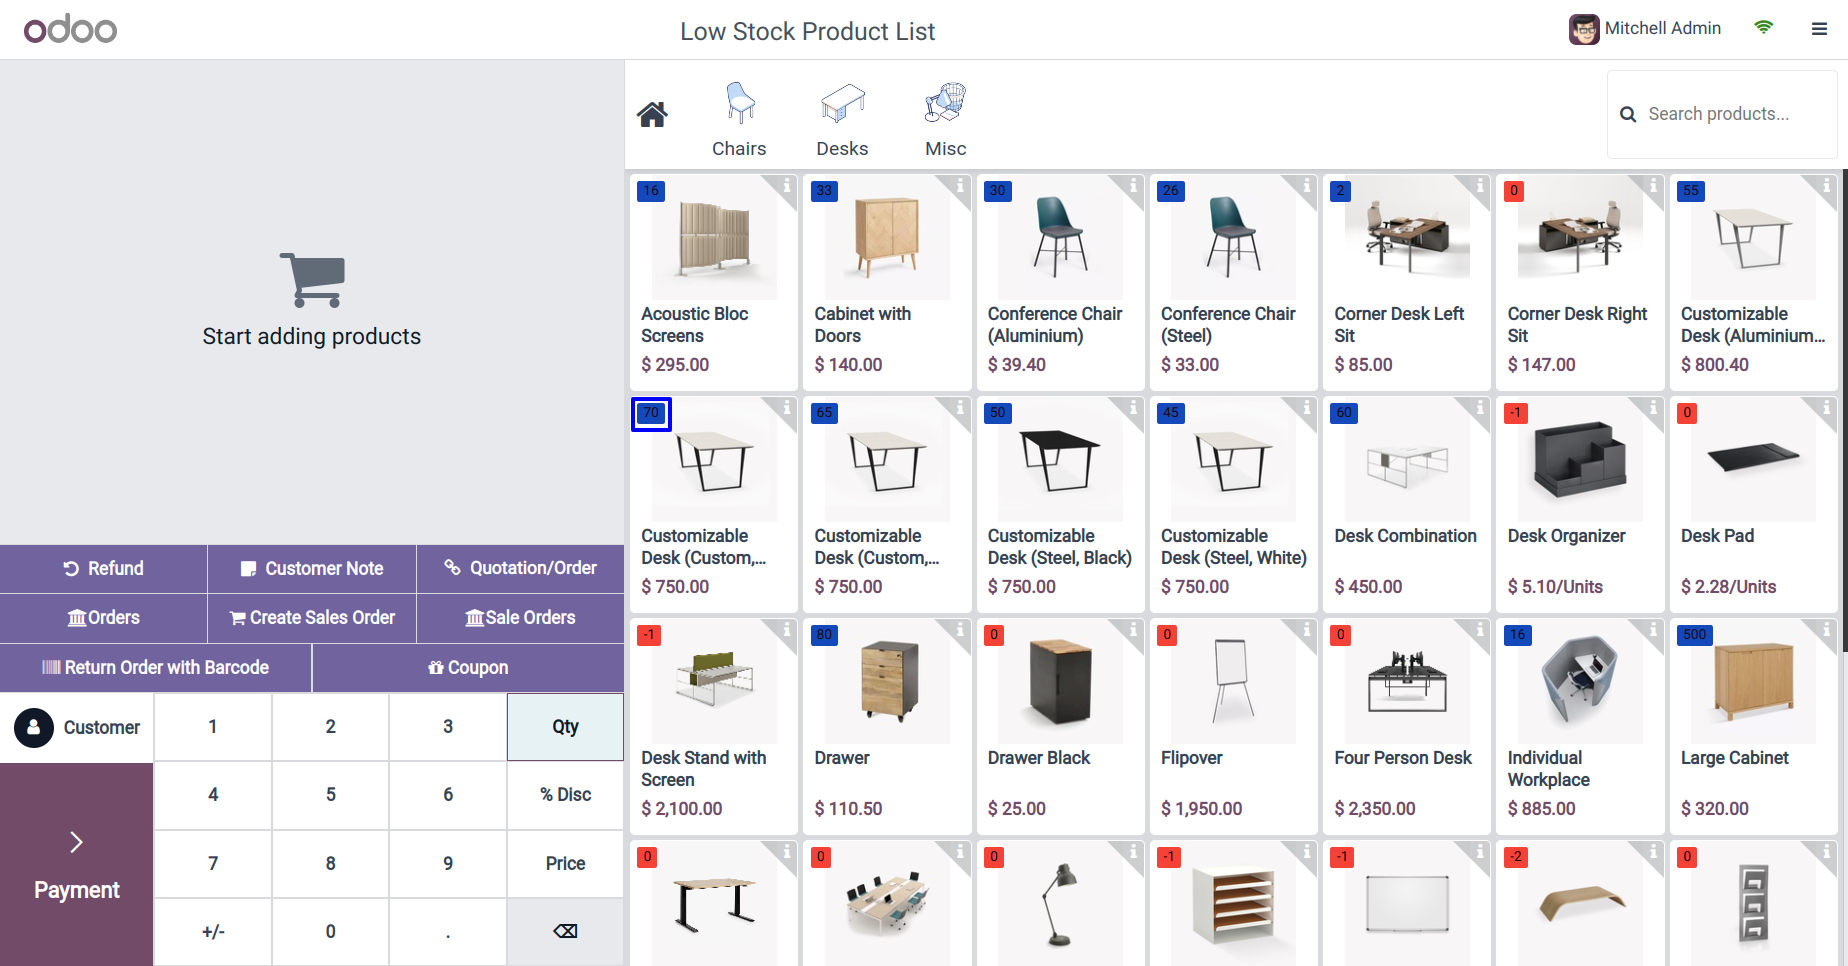 odoo
Low Stock Product List
Mitchell Admin
Chairs
Desks
Misc
Search products...
Start adding products
16
Acoustic Bloc
Screens
$ 295.00
33
Cabinet with
Doors
$ 140.00
30
Conference Chair
(Aluminium)
$ 39.40
26
Conference Chair
(Steel)
$ 33.00
2
Corner Desk Left
Sit
$ 85.00
0
Corner Desk Right
Sit
$ 147.00
55
Customizable
Desk (Aluminium...
$ 800.40
70
Customizable
Desk (Custom,...
$ 750.00
65
Customizable
Desk (Custom,...
$ 750.00
50
Customizable
Desk (Steel, Black)
$ 750.00
45
Customizable
Desk (Steel, White)
$ 750.00
60
Desk Combination
$ 450.00
-1
Desk Organizer
$ 5.10/Units
0
Desk Pad
$ 2.28/Units
-1
Desk Stand with
Screen
$ 2,100.00
80
Drawer
$ 110.50
0
Drawer Black
$ 25.00
0
Flipover
$ 1,950.00
0
Four Person Desk
$ 2,350.00
16
Individual
Workplace
$ 885.00
500
Large Cabinet
$ 320.00
0
0
0
-1
-1
-2
0
Refund
Customer Note
Quotation/Order
Orders
Create Sales Order
Sale Orders
Return Order with Barcode
Coupon
Customer
1
2
3
Qty
4
5
6
% Disc
7
8
9
Price
+/-
0
.
Payment